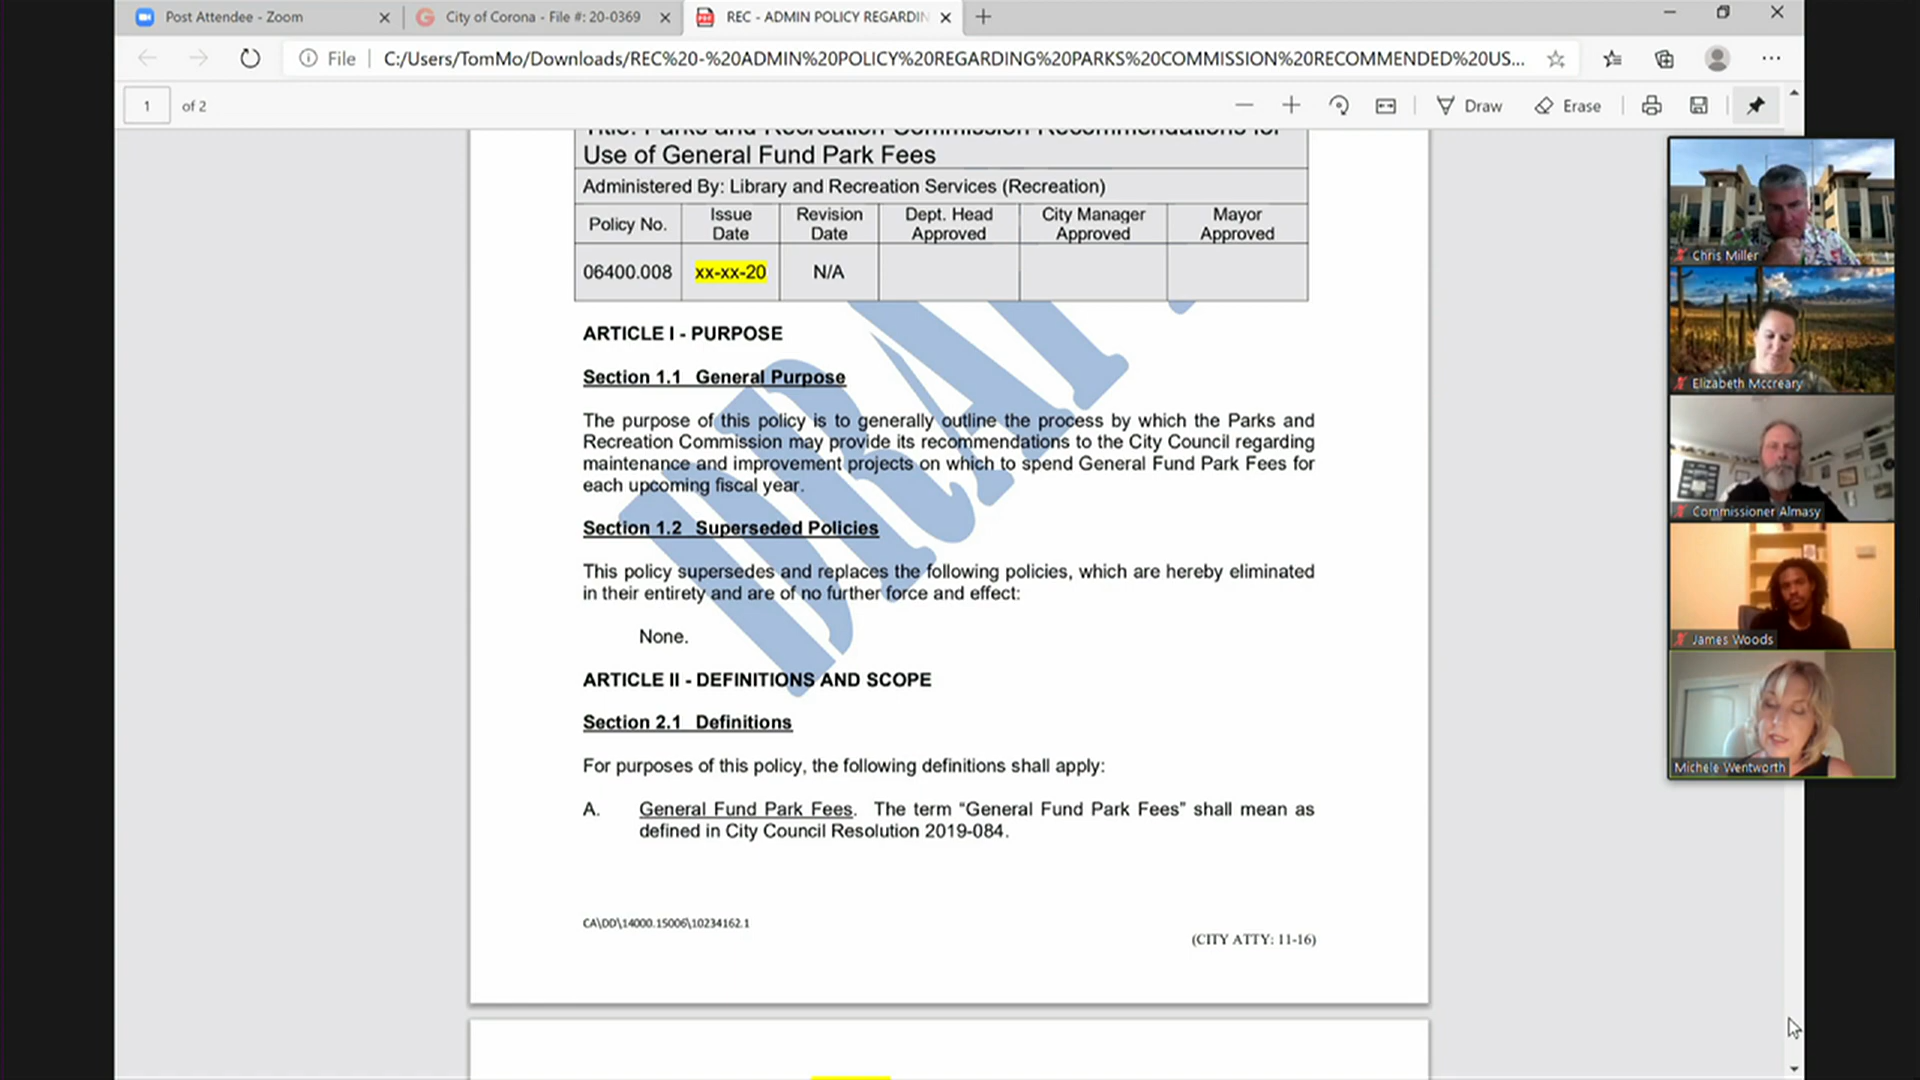 Post Attendee - Zoom
City of Corona - File #: 20-0369
REC - ADMIN POLICY REGARDIN
File
C:/Users/TomMo/Downloads/REC%20-%20ADMIN%20POLICY%20REGARDING%20PARKS%20COMMISSION%20RECOMMENDED%20US...
1 of 2
Draw
Erase
Title: Parks and Recreation Commission Recommendations for
Use of General Fund Park Fees
Administered By: Library and Recreation Services (Recreation)
Policy No.
Issue
Date
Revision
Date
Dept. Head
Approved
City Manager
Approved
Mayor
Approved
06400.008
xx-xx-20
N/A
ARTICLE I - PURPOSE
Section 1.1 General Purpose
The purpose of this policy is to generally outline the process by which the Parks and
Recreation Commission may provide its recommendations to the City Council regarding
maintenance and improvement projects on which to spend General Fund Park Fees for
each upcoming fiscal year.
Section 1.2 Superseded Policies
This policy supersedes and replaces the following policies, which are hereby eliminated
in their entirety and are of no further force and effect:
None.
ARTICLE II - DEFINITIONS AND SCOPE
Section 2.1 Definitions
For purposes of this policy, the following definitions shall apply:
A. General Fund Park Fees. The term “General Fund Park Fees” shall mean as
defined in City Council Resolution 2019-084.
CA\DD\14000.15006\10234162.1
(CITY ATTY: 11-16)
DRAFT
Chris Miller
Elizabeth Mccreary
Commissioner Almasy
James Woods
Michele Wentworth